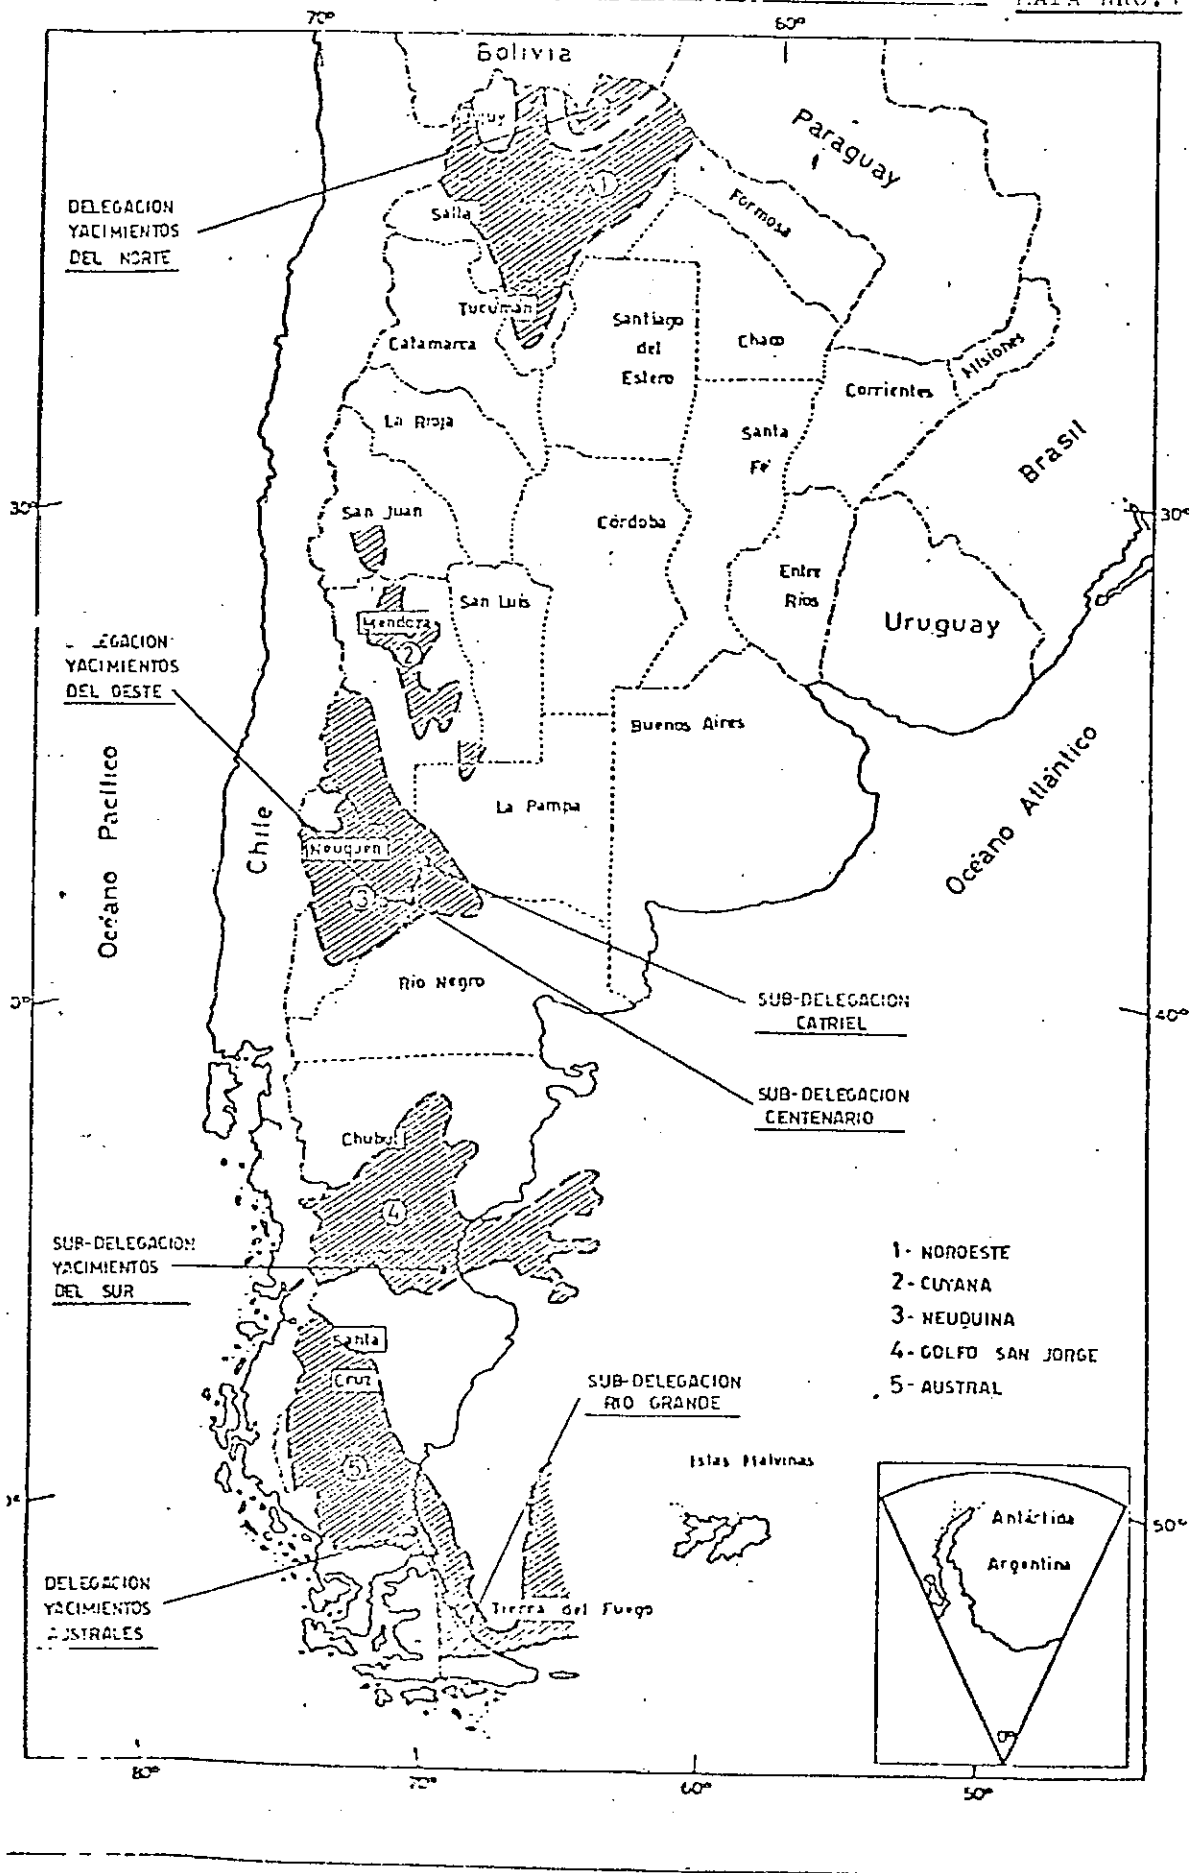 70°
60°
Bolivia
Paraguay
DELEGACION
YACIMIENTOS
DEL NORTE
1
Formosa
Salta
Tucumán
Santiago
del
Estero
Chaco
Catamarca
Misiones
Corrientes
La Rioja
Santa
Fé
Brasil
30°
San Juan
Córdoba
30°
Entre
Ríos
San Luis
Mendoza
Uruguay
2
YACIMIENTOS
DEL OESTE
Buenos Aires
Océano Pacífico
Chile
La Pampa
Océano Atlántico
Neuquen
3
Río Negro
SUB-DELEGACION
CATRIEL
40°
SUB-DELEGACION
CENTENARIO
Chubut
4
SUB-DELEGACION
YACIMIENTOS
DEL SUR
1- NOROESTE
2- CUYANA
3- NEUQUINA
4- GOLFO SAN JORGE
5- AUSTRAL
Santa
Cruz
SUB-DELEGACION
RIO GRANDE
5
Islas Malvinas
50°
Antártida
Argentina
DELEGACION
YACIMIENTOS
Tierra del Fuego
0°
80°
70°
60°
50°